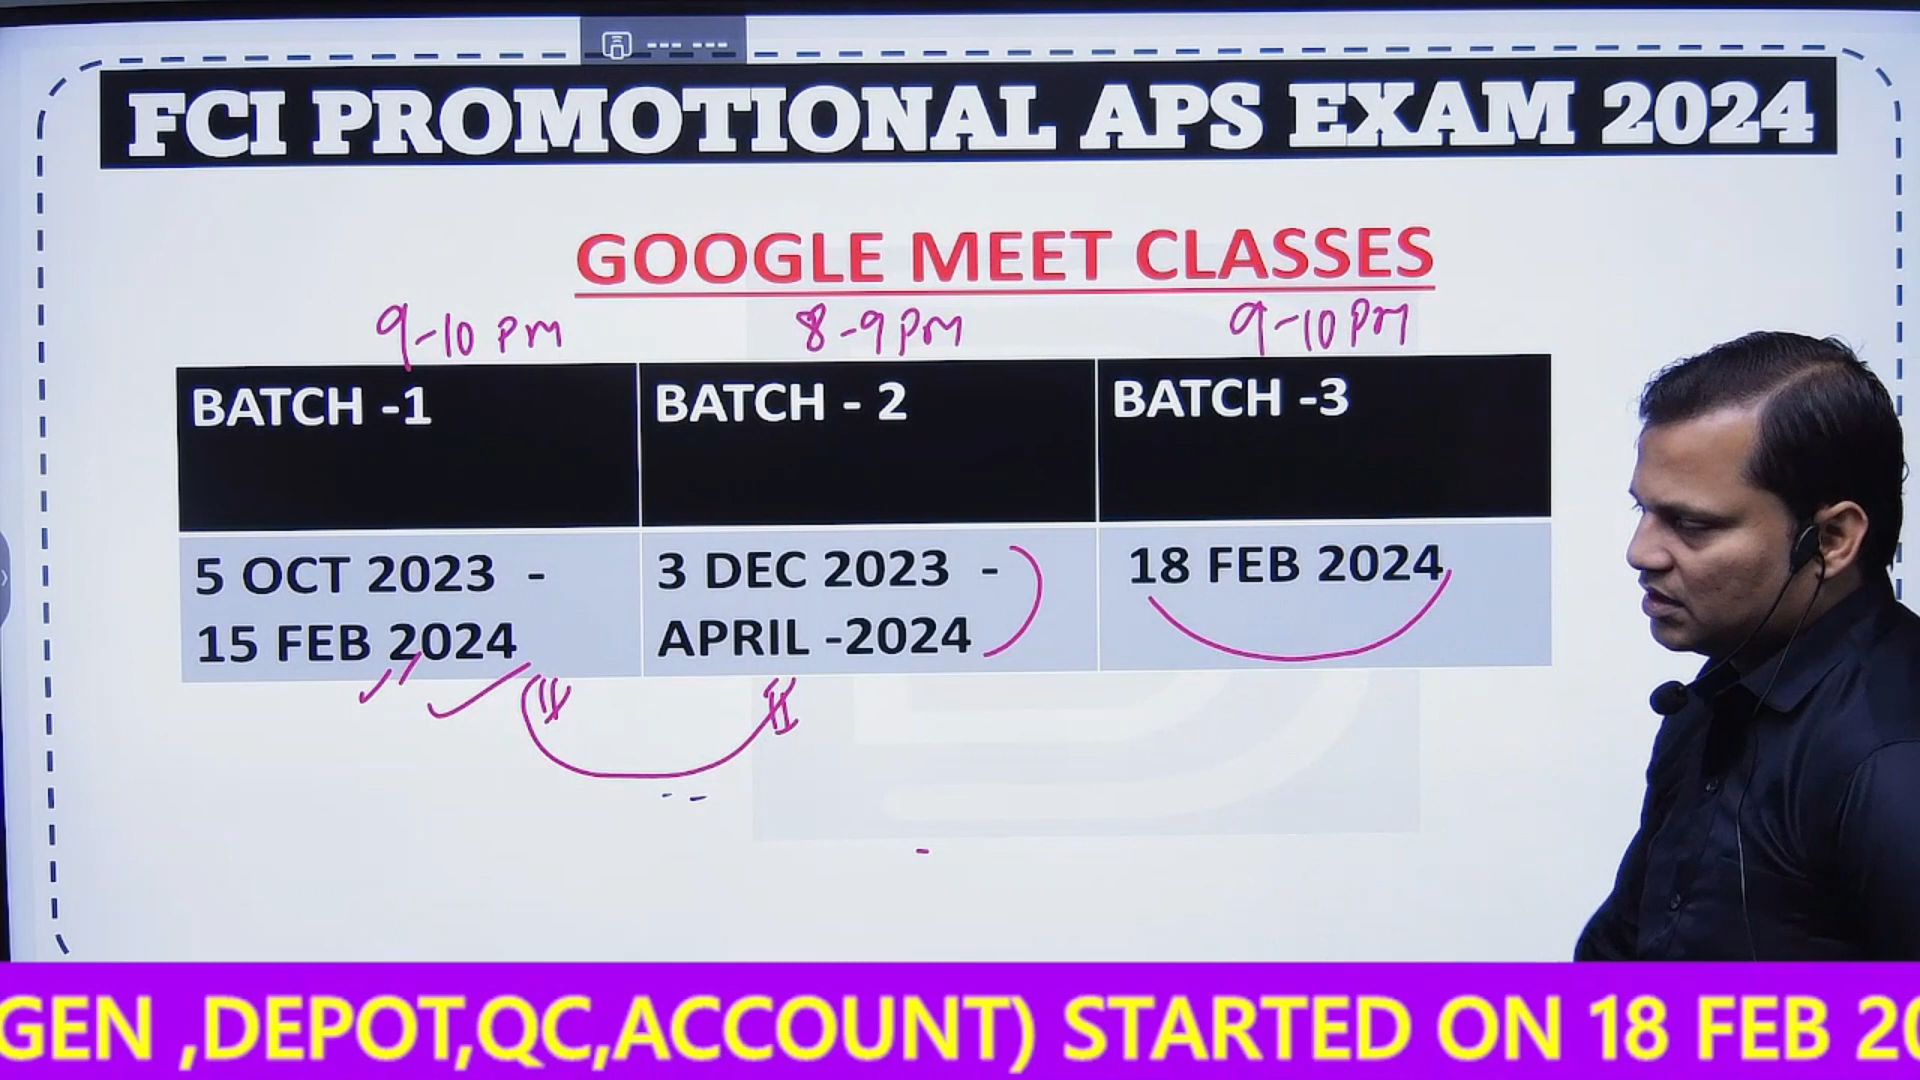 FCI PROMOTIONAL APS EXAM 2024
GOOGLE MEET CLASSES
9-10 PM
8-9 PM
9-10 PM
BATCH -1
BATCH - 2
BATCH -3
5 OCT 2023 -
15 FEB 2024
3 DEC 2023 -
APRIL -2024
18 FEB 2024
GEN ,DEPOT,QC,ACCOUNT) STARTED ON 18 FEB 20